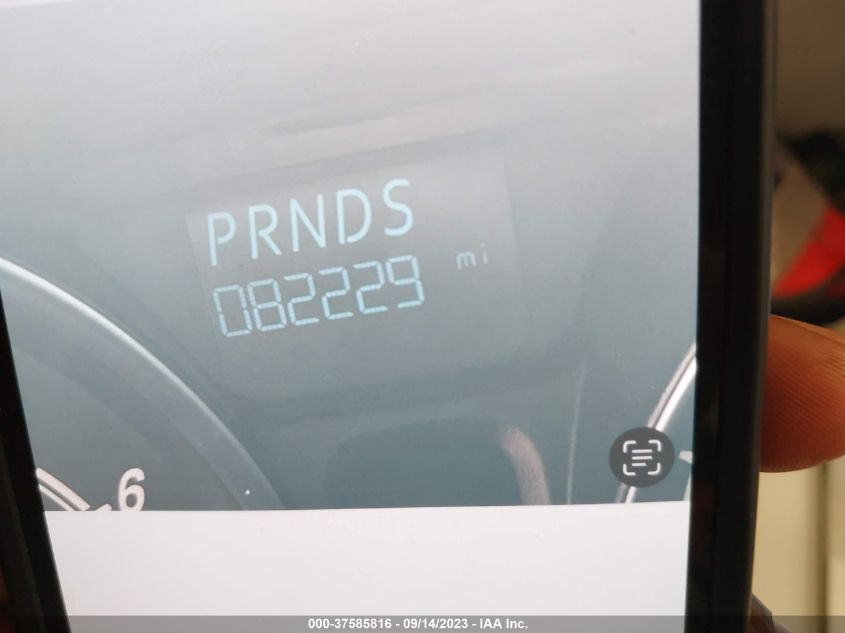 PRNDS
082229 mi
6
000-37585816 - 09/14/2023 - IAA Inc.